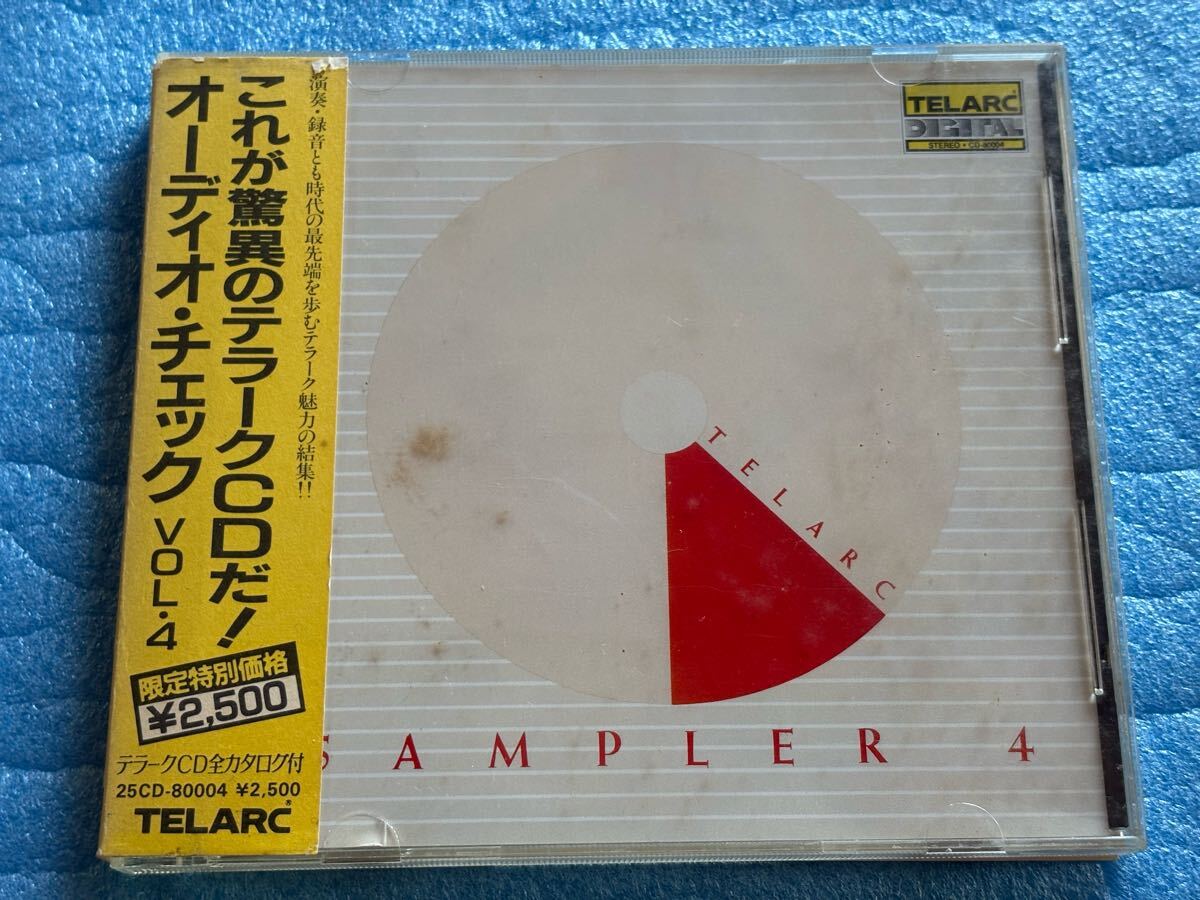 演奏・録音とも時代の最先端を歩むテラーク魅力の結集!!
これが驚異のテラークCDだ!
オーディオ・チェック VOL・4
限定特別価格
¥2,500
テラークCD全カタログ付
25CD-80004 ¥2,500
TELARC®
TELARC®
DIGITAL
STEREO・CD-80004
TELARC
SAMPLER 4